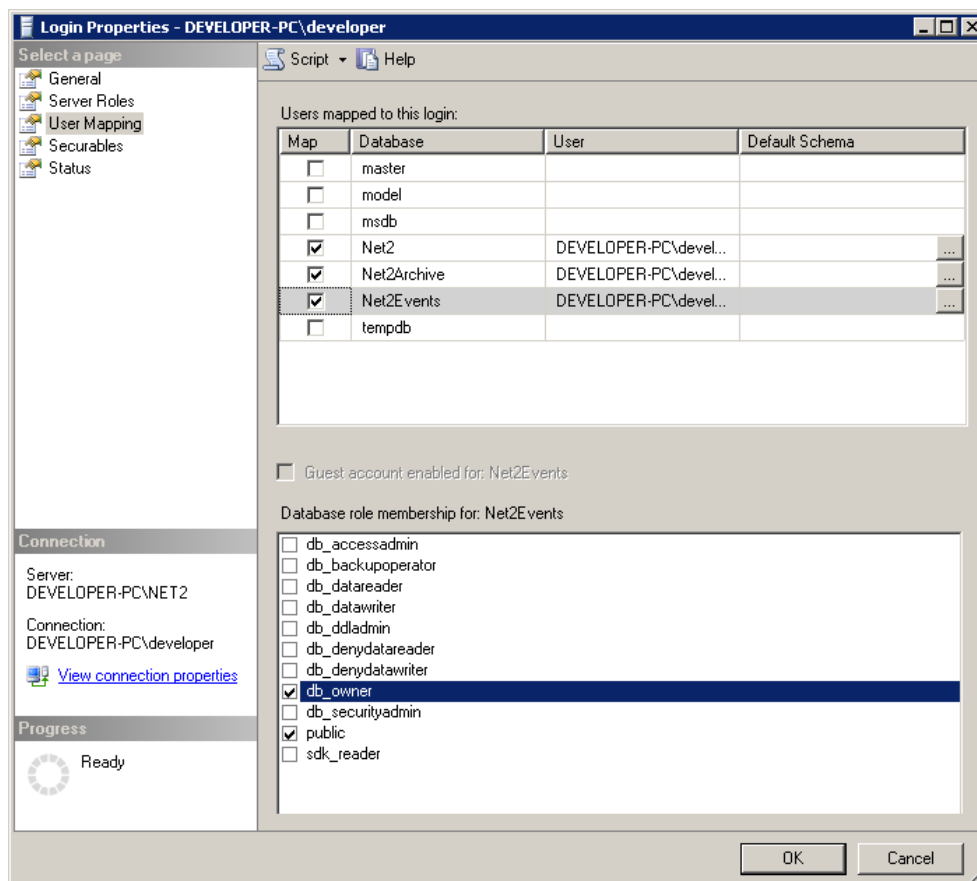 Login Properties - DEVELOPER-PC\developer
Select a page
General
Server Roles
User Mapping
Securables
Status
Script Help
Users mapped to this login:
Map Database User Default Schema
master
model
msdb
Net2 DEVELOPER-PC\devel... ...
Net2Archive DEVELOPER-PC\devel... ...
Net2Events DEVELOPER-PC\devel... ...
tempdb
Guest account enabled for: Net2Events
Database role membership for: Net2Events
db_accessadmin
db_backupoperator
db_datareader
db_datawriter
db_ddladmin
db_denydatareader
db_denydatawriter
db_owner
db_securityadmin
public
sdk_reader
Connection
Server:
DEVELOPER-PC\NET2
Connection:
DEVELOPER-PC\developer
View connection properties
Progress
Ready
OK Cancel